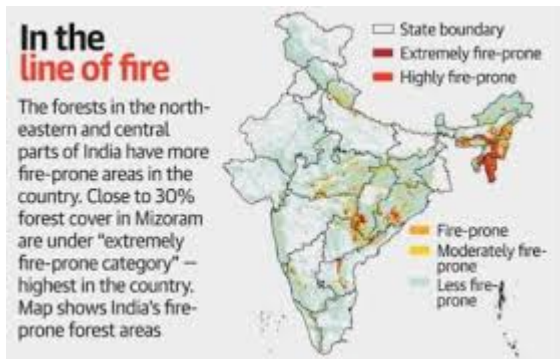 In the
line of fire
The forests in the north-
eastern and central
parts of India have more
fire-prone areas in the
country. Close to 30%
forest cover in Mizoram
are under “extremely
fire-prone category” —
highest in the country.
Map shows India's fire-
prone forest areas
State boundary
Extremely fire-prone
Highly fire-prone
Fire-prone
Moderately fire-
prone
Less fire-
prone